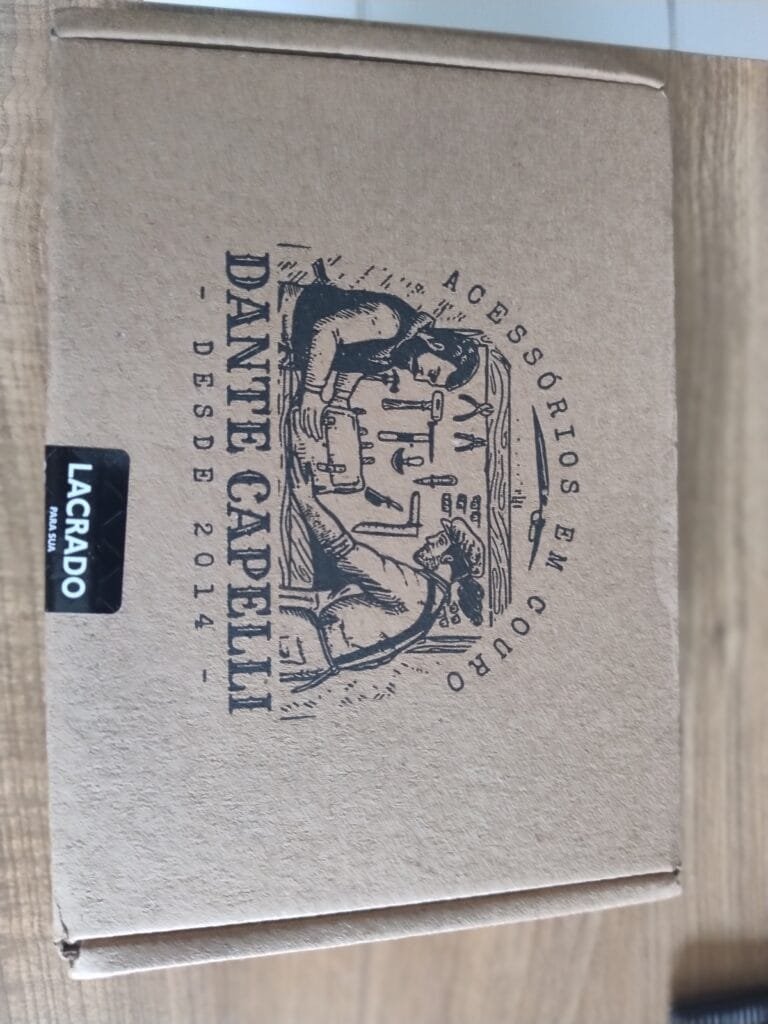 ACESSÓRIOS EM COURO
DANTE CAPELLI
- DESDE 2014 -
LACRADO
PARA SUA